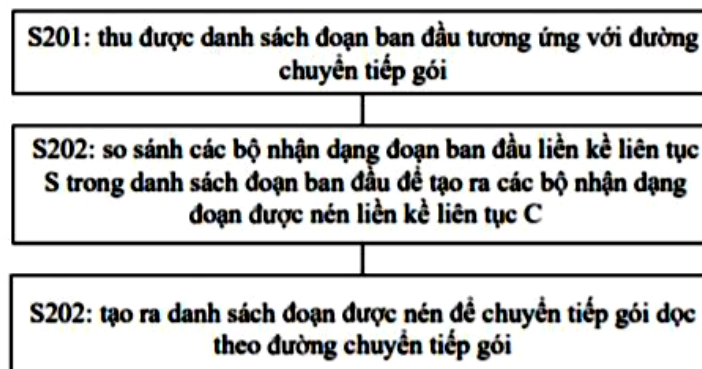 S201: thu được danh sách đoạn ban đầu tương ứng với đường
chuyển tiếp gói
S202: so sánh các bộ nhận dạng đoạn ban đầu liền kề liên tục
S trong danh sách đoạn ban đầu để tạo ra các bộ nhận dạng
đoạn được nén liền kề liên tục C
S202: tạo ra danh sách đoạn được nén để chuyển tiếp gói dọc
theo đường chuyển tiếp gói